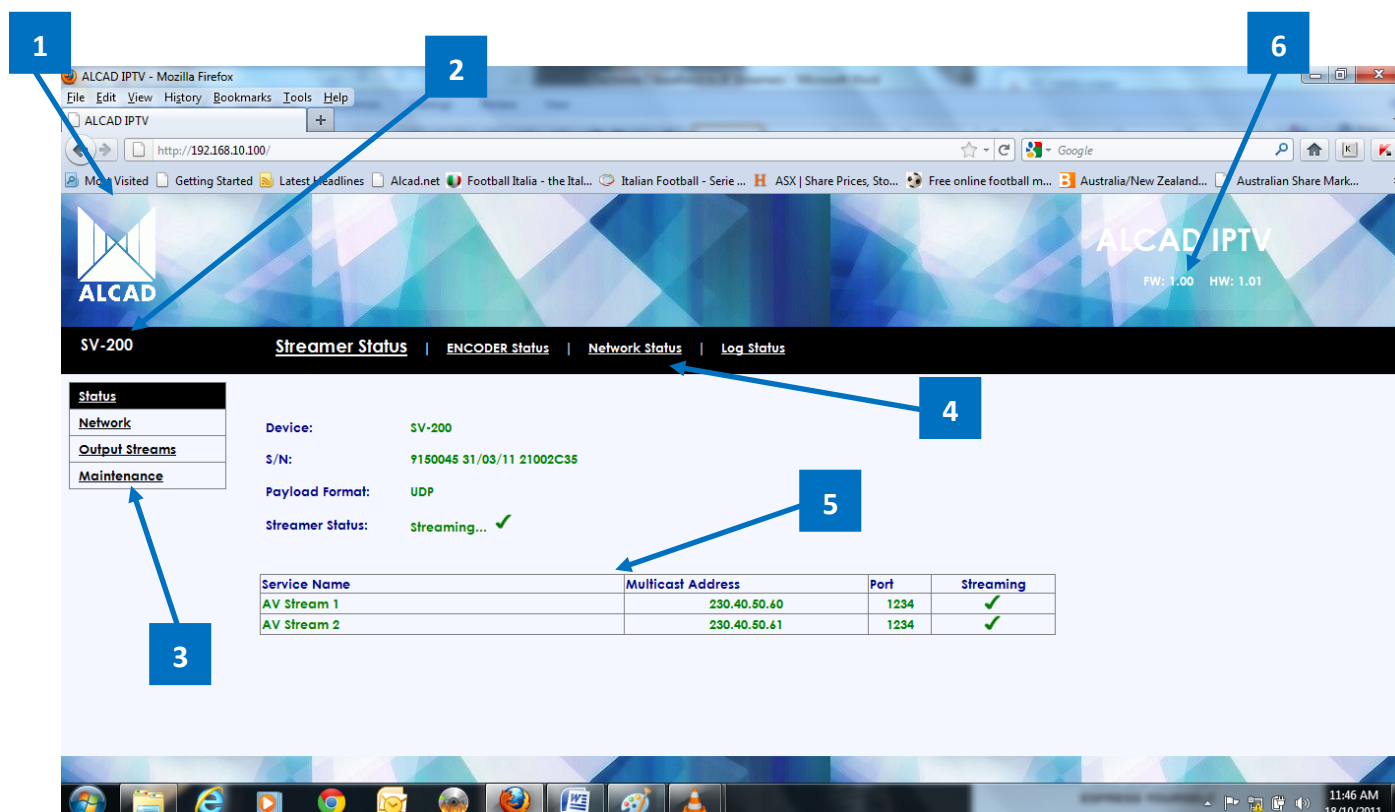 1
2
6
ALCAD IPTV - Mozilla Firefox
File Edit View History Bookmarks Tools Help
ALCAD IPTV
+
http://192.168.10.100/
Google
K
Most Visited Getting Started Latest Headlines Alcad.net Football Italia - the Ital... Italian Football - Serie ... ASX | Share Prices, Sto... Free online football m... Australia/New Zealand... Australian Share Mark...
ALCAD
ALCAD IPTV
FW: 1.00 HW: 1.01
SV-200
Streamer Status | ENCODER Status | Network Status | Log Status
4
Status
Network
Output Streams
Maintenance
Device: SV-200
S/N: 9150045 31/03/11 21002C35
Payload Format: UDP
Streamer Status: Streaming...
5
Service Name Multicast Address Port Streaming
AV Stream 1 230.40.50.60 1234
AV Stream 2 230.40.50.61 1234
3
11:46 AM
18/10/2011